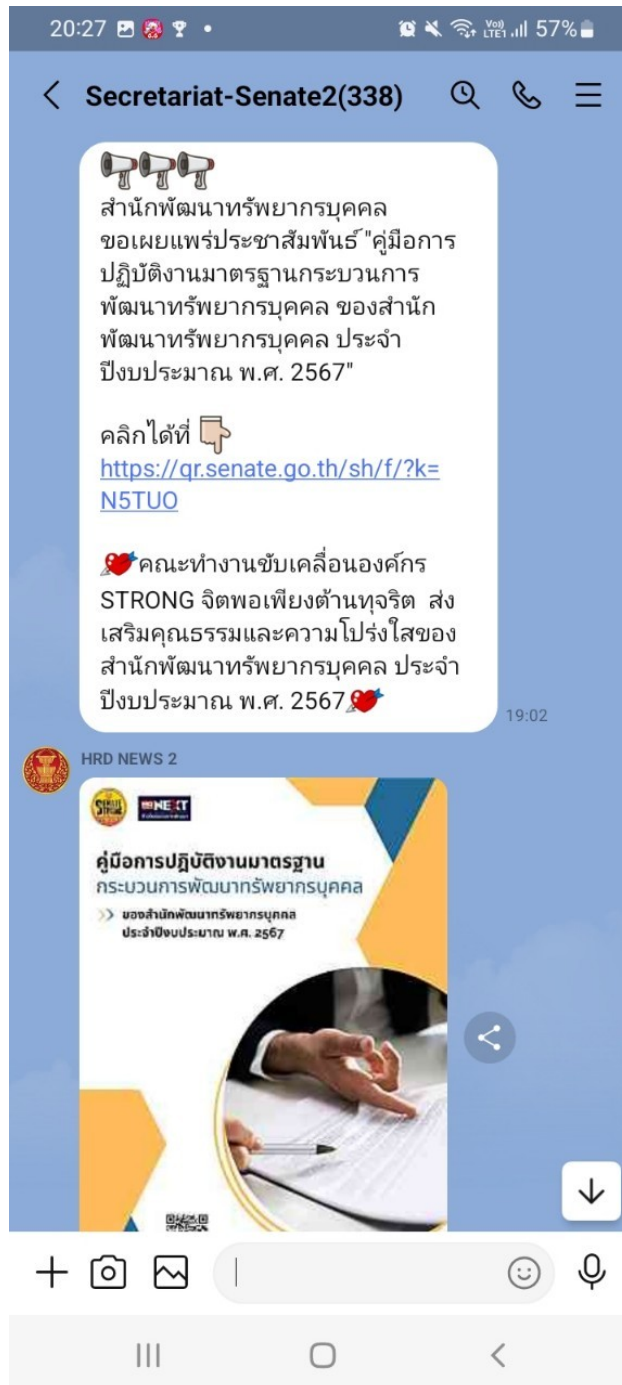 20:27
Vo)) LTE1 57%
Secretariat-Senate2(338)
สำนักพัฒนาทรัพยากรบุคคล
ขอเผยแพร่ประชาสัมพันธ์ "คู่มือการ
ปฏิบัติงานมาตรฐานกระบวนการ
พัฒนาทรัพยากรบุคคล ของสำนัก
พัฒนาทรัพยากรบุคคล ประจำ
ปีงบประมาณ พ.ศ. 2567"
คลิกได้ที่
https://qr.senate.go.th/sh/f/?k=
N5TUO
คณะทำงานขับเคลื่อนองค์กร
STRONG จิตพอเพียงต้านทุจริต ส่ง
เสริมคุณธรรมและความโปร่งใสของ
สำนักพัฒนาทรัพยากรบุคคล ประจำ
ปีงบประมาณ พ.ศ. 2567
19:02
HRD NEWS 2
SENATE STRONG
NEXT
คู่มือการปฏิบัติงานมาตรฐาน
กระบวนการพัฒนาทรัพยากรบุคคล
ของสำนักพัฒนาทรัพยากรบุคคล
ประจำปีงบประมาณ พ.ศ. 2567